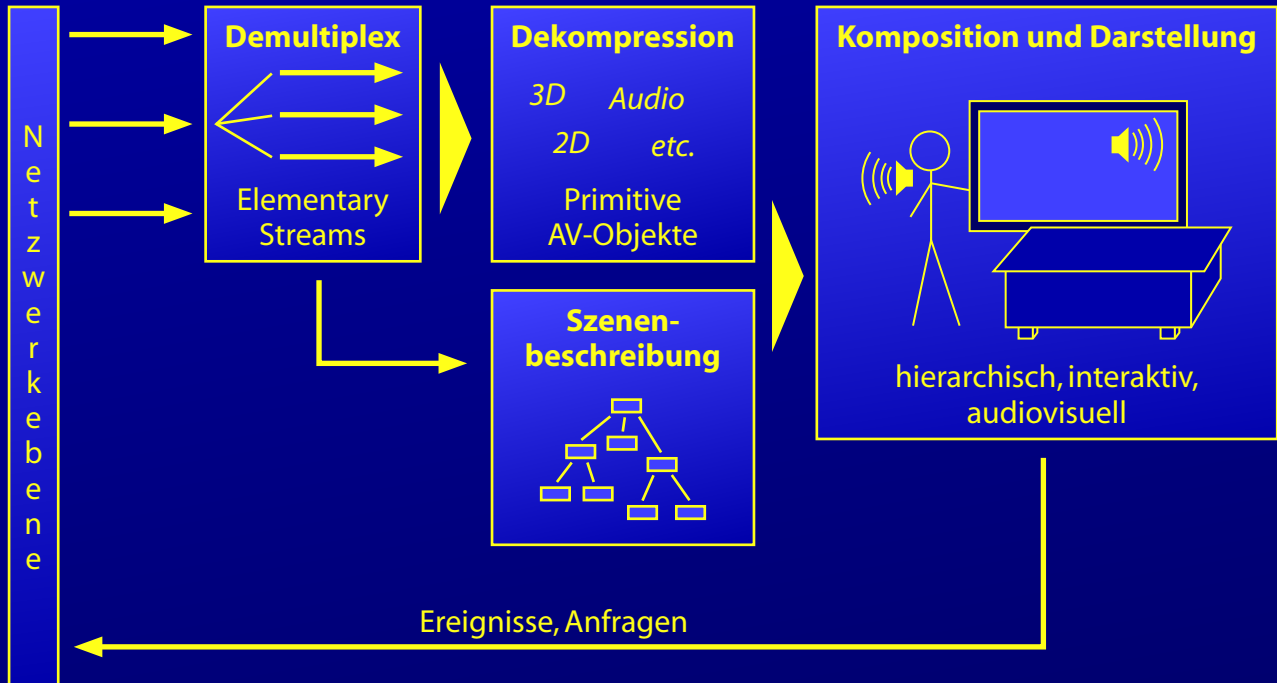 Netzwerkebene
Demultiplex
Elementary
Streams
Dekompression
3D Audio
2D etc.
Primitive
AV-Objekte
Szenen-
beschreibung
Komposition und Darstellung
hierarchisch, interaktiv,
audiovisuell
Ereignisse, Anfragen